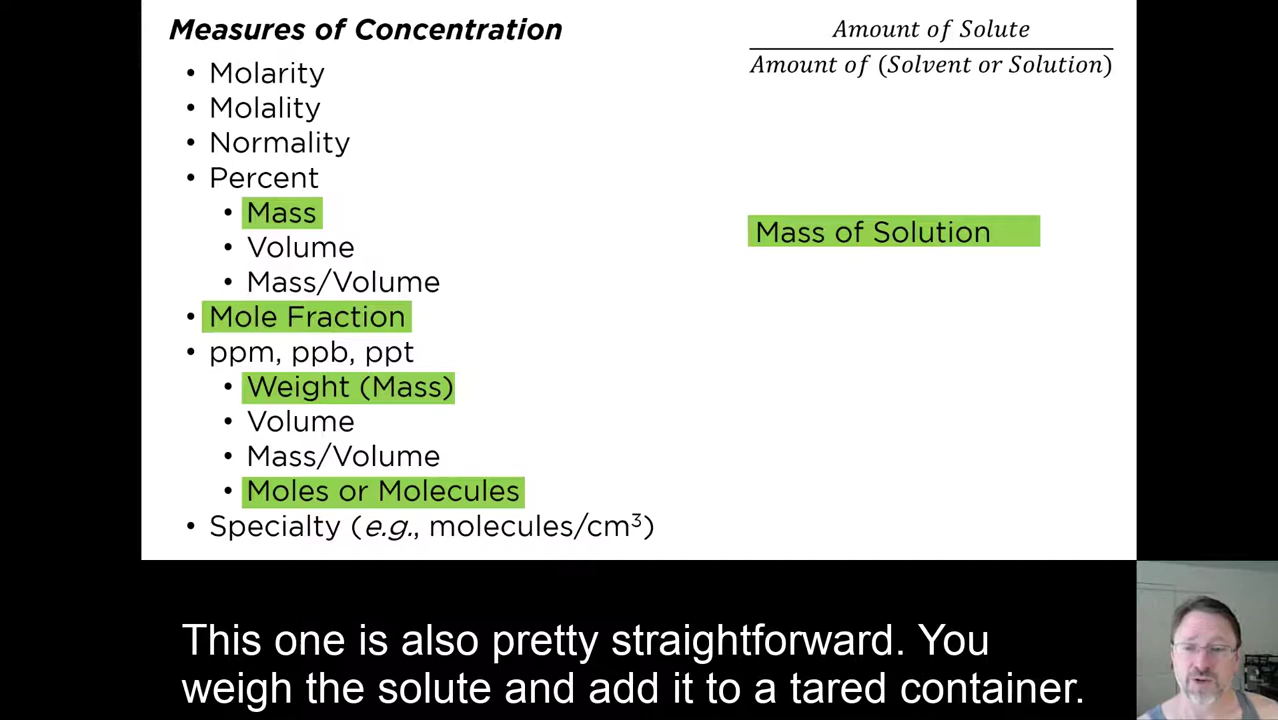 Measures of Concentration
• Molarity
• Molality
• Normality
• Percent
• Mass
• Volume
• Mass/Volume
• Mole Fraction
• ppm, ppb, ppt
• Weight (Mass)
• Volume
• Mass/Volume
• Moles or Molecules
• Specialty (e.g., molecules/cm³)
Amount of Solute
Amount of (Solvent or Solution)
Mass of Solution
This one is also pretty straightforward. You
weigh the solute and add it to a tared container.